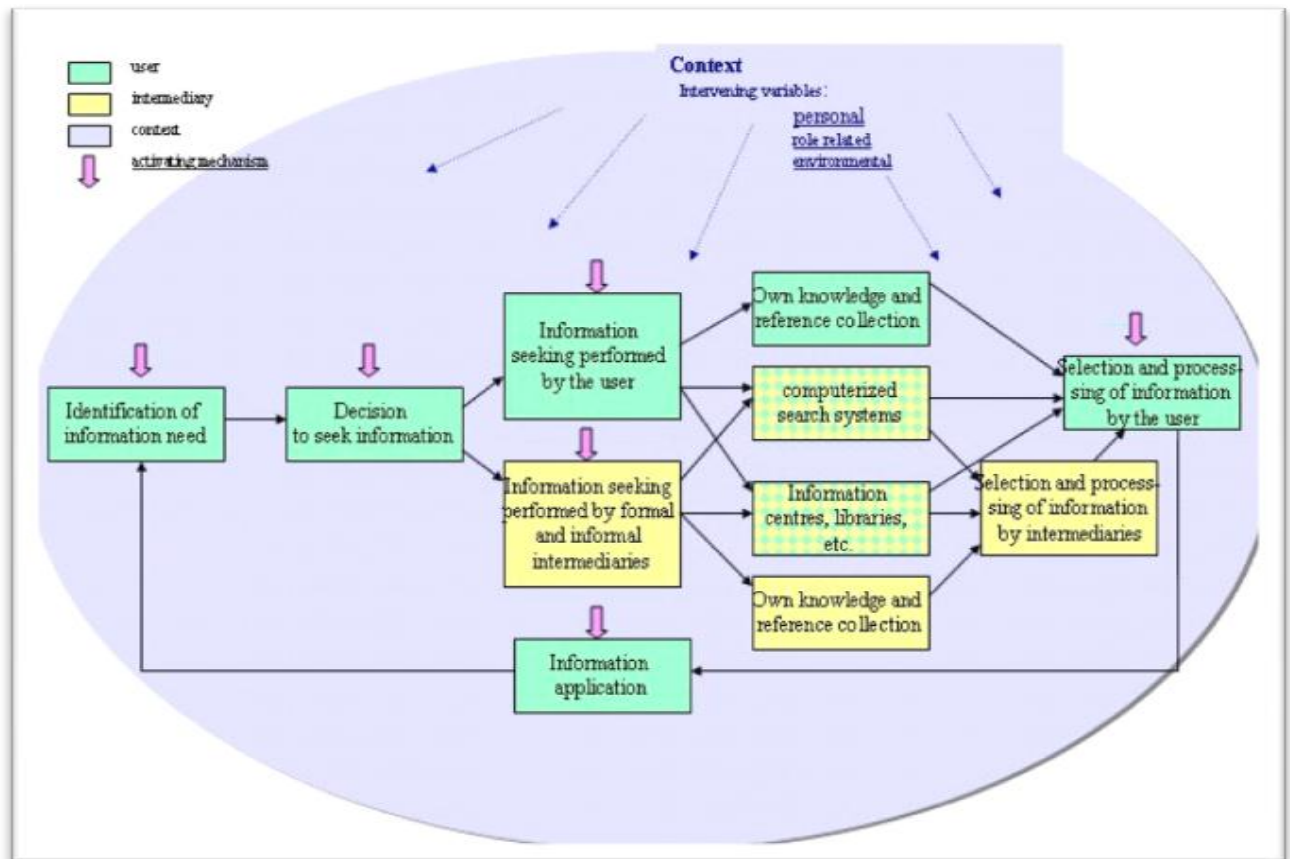 user
intermediary
context
activating mechanism
Context
Intervening variables:
personal
role related
environmental
Identification of
information need
Decision
to seek information
Information
seeking performed
by the user
Information seeking
performed by formal
and informal
intermediaries
Own knowledge and
reference collection
computerized
search systems
Information
centres, libraries,
etc.
Own knowledge and
reference collection
Selection and proces-
sing of information
by the user
Selection and proces-
sing of information
by intermediaries
Information
application